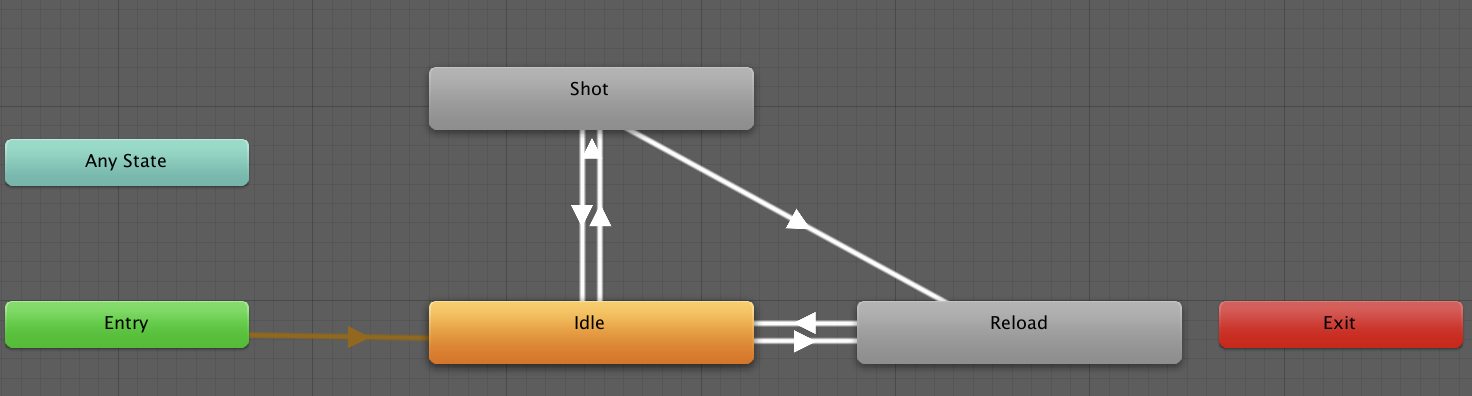 Shot
Any State
Entry
Idle
Reload
Exit